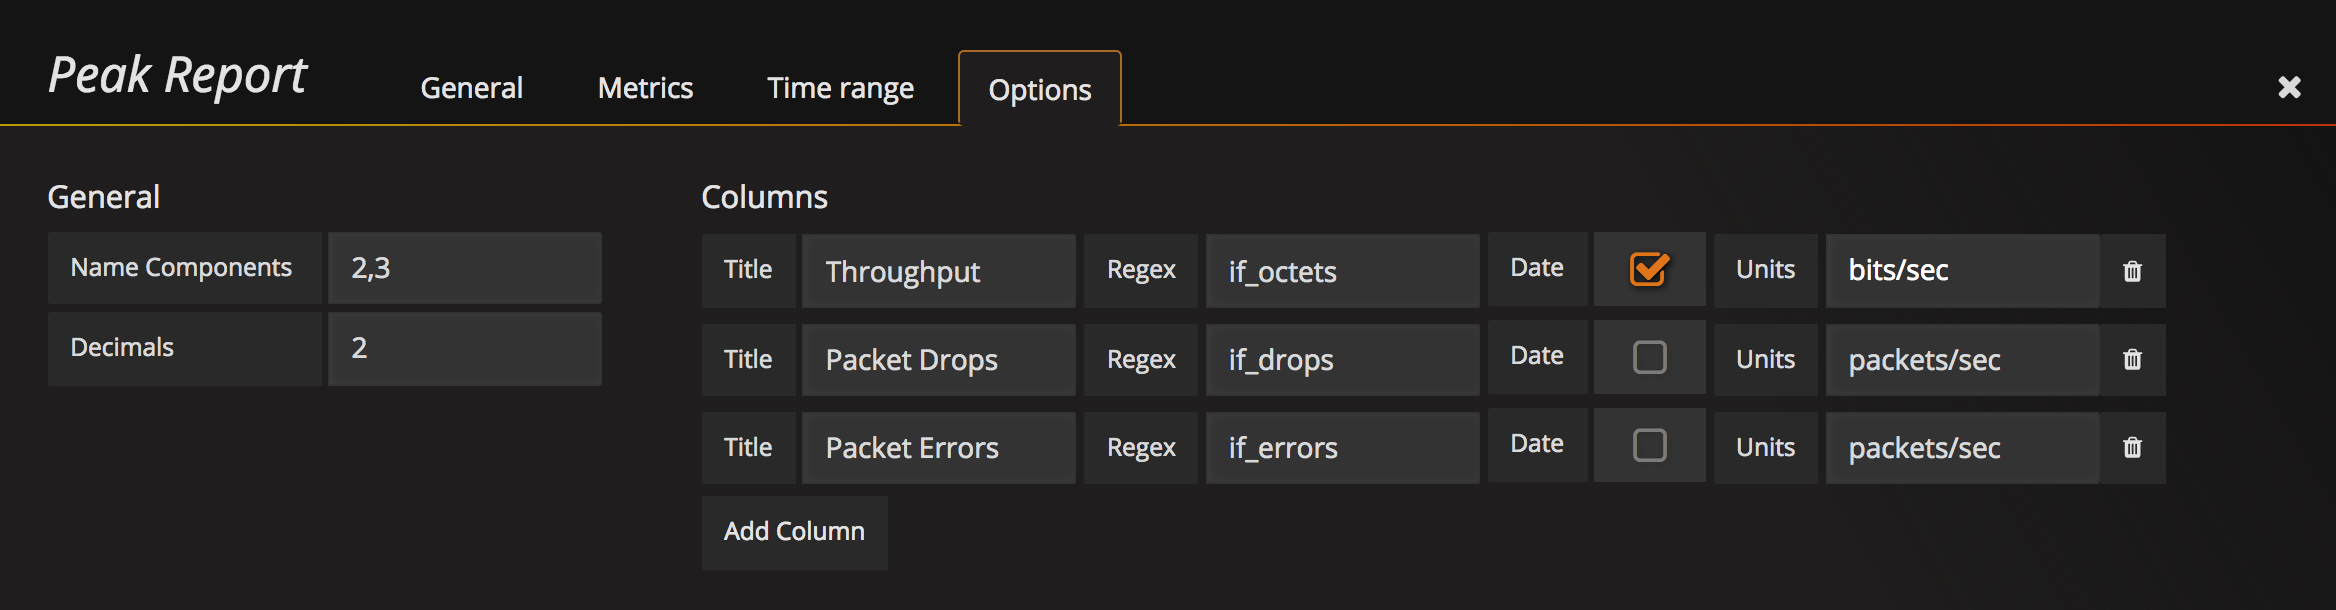 Peak Report General Metrics Time range Options
General
Name Components 2,3
Decimals 2
Columns
Title Throughput Regex if_octets Date Units bits/sec
Title Packet Drops Regex if_drops Date Units packets/sec
Title Packet Errors Regex if_errors Date Units packets/sec
Add Column